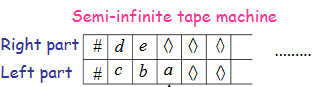 Semi-infinite tape machine
Right part # d e ◊ ◊ ◊ .........
Left part # c b a ◊ ◊